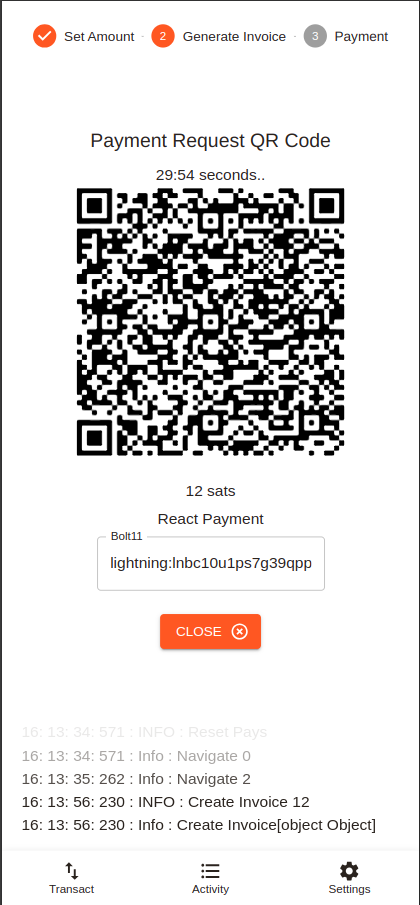 Set Amount
2 Generate Invoice
3 Payment
Payment Request QR Code
29:54 seconds..
12 sats
React Payment
Bolt11
lightning:lnbc10u1ps7g39qpp
CLOSE
16: 13: 34: 571 : INFO : Reset Pays
16: 13: 34: 571 : Info : Navigate 0
16: 13: 35: 262 : Info : Navigate 2
16: 13: 56: 230 : INFO : Create Invoice 12
16: 13: 56: 230 : Info : Create Invoice[object Object]
Transact
Activity
Settings